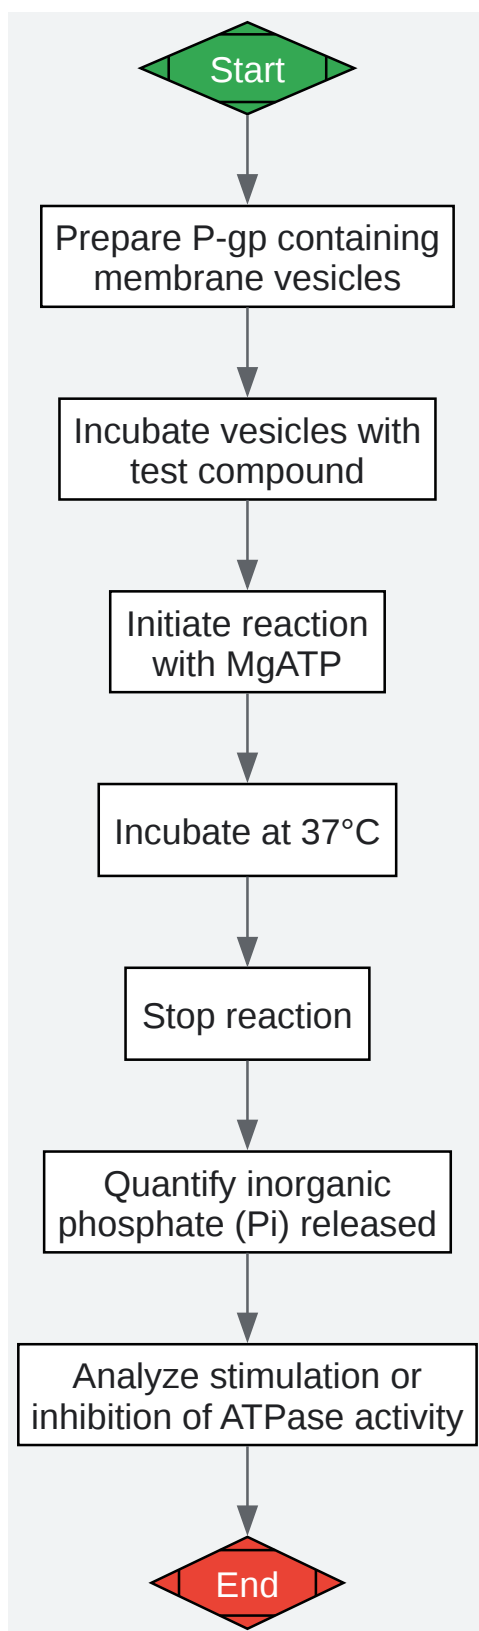 Start
Prepare P-gp containing
membrane vesicles
Incubate vesicles with
test compound
Initiate reaction
with MgATP
Incubate at 37°C
Stop reaction
Quantify inorganic
phosphate (Pi) released
Analyze stimulation or
inhibition of ATPase activity
End